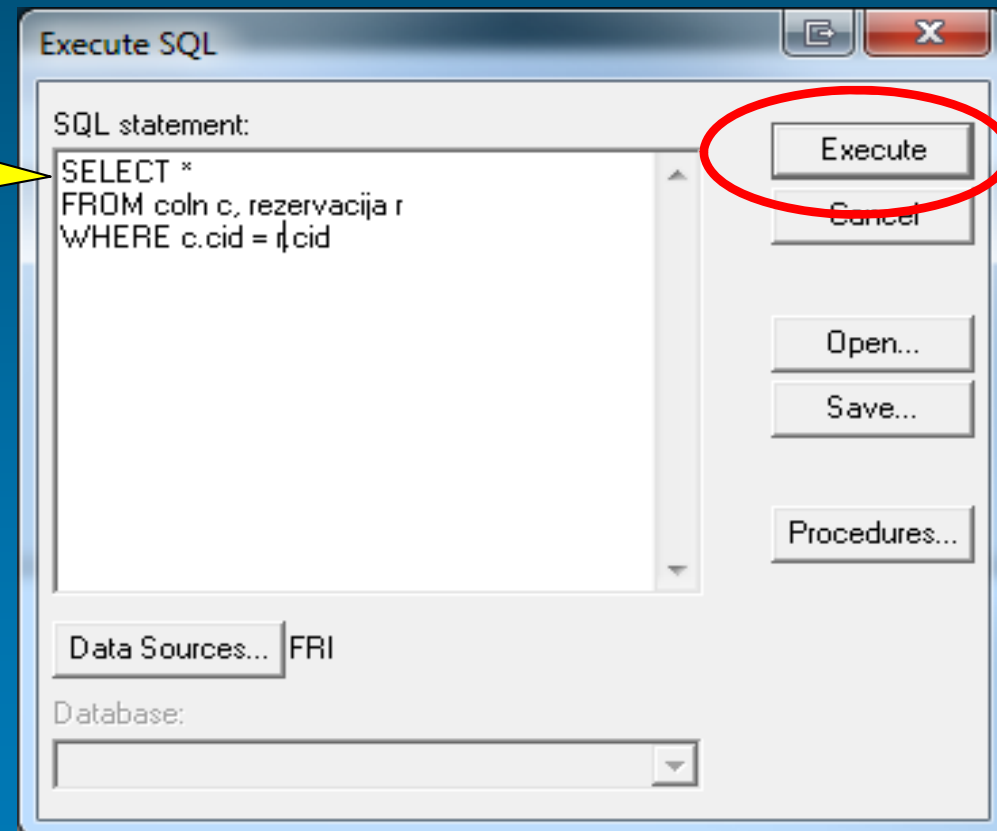 Execute SQL
SQL statement:
SELECT *
FROM coln c, rezervacija r
WHERE c.cid = r.cid
Execute
Cancel
Open...
Save...
Procedures...
Data Sources... FRI
Database: